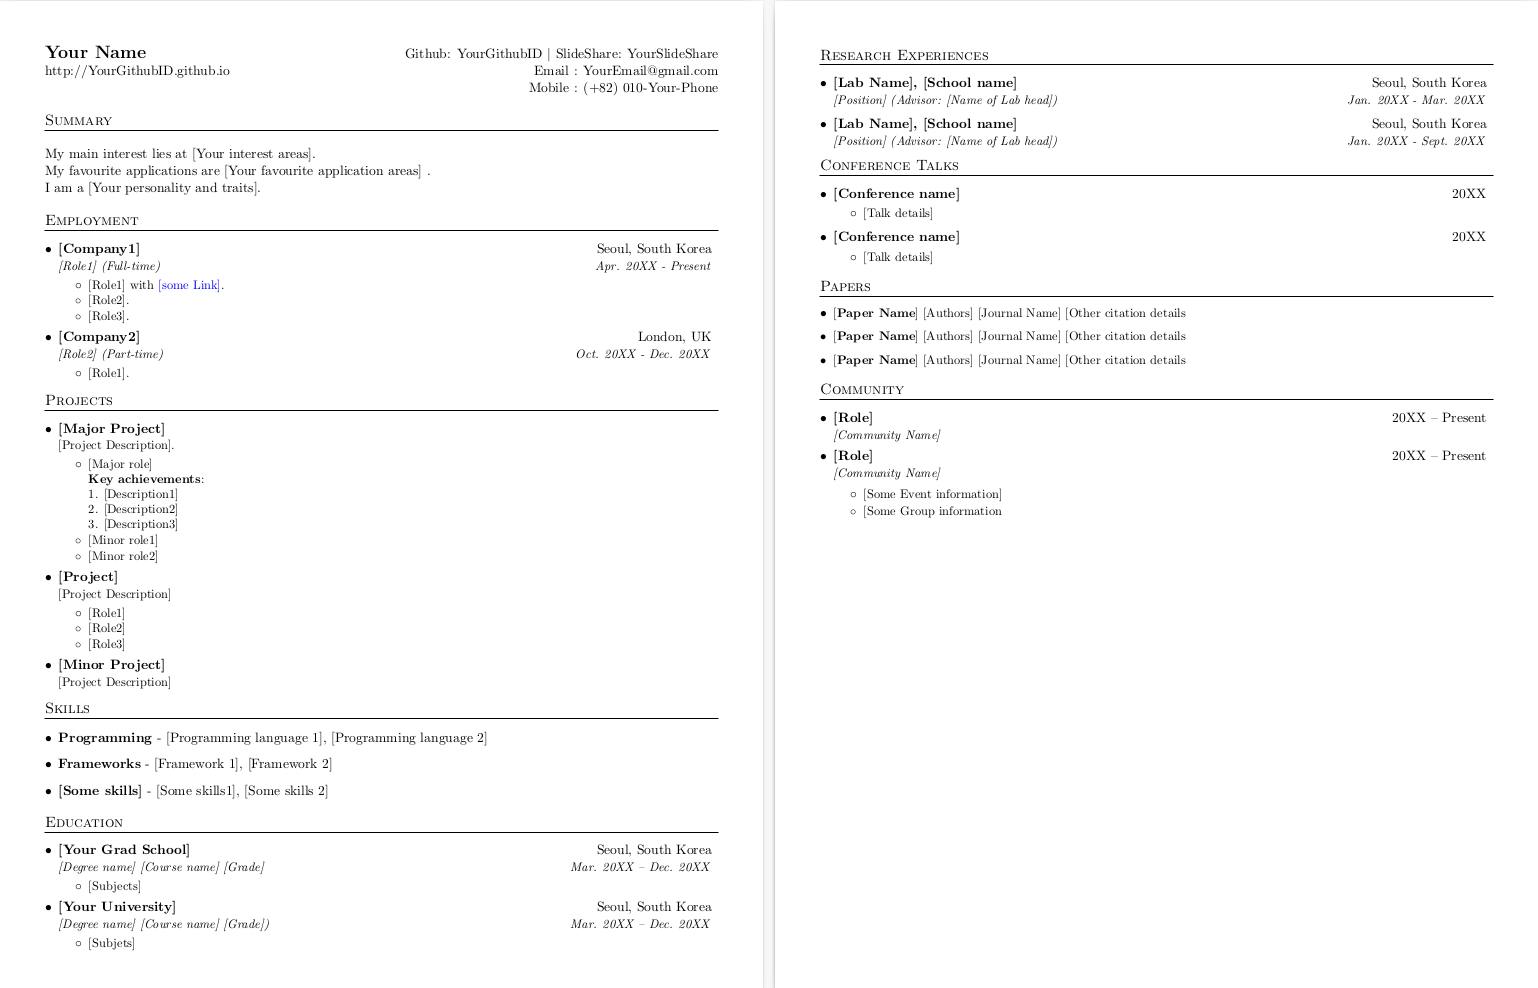 Your Name
Github: YourGithubID | SlideShare: YourSlideShare
http://YourGithubID.github.io
Email : YourEmail@gmail.com
Mobile : (+82) 010-Your-Phone
Summary
My main interest lies at [Your interest areas].
My favourite applications are [Your favourite application areas] .
I am a [Your personality and traits].
Employment
• [Company1] Seoul, South Korea
[Role1] (Full-time) Apr. 20XX - Present
◦ [Role1] with [some Link].
◦ [Role2].
◦ [Role3].
• [Company2] London, UK
[Role2] (Part-time) Oct. 20XX - Dec. 20XX
◦ [Role1].
Projects
• [Major Project]
[Project Description].
◦ [Major role]
Key achievements:
1. [Description1]
2. [Description2]
3. [Description3]
◦ [Minor role1]
◦ [Minor role2]
• [Project]
[Project Description]
◦ [Role1]
◦ [Role2]
◦ [Role3]
• [Minor Project]
[Project Description]
Skills
• Programming - [Programming language 1], [Programming language 2]
• Frameworks - [Framework 1], [Framework 2]
• [Some skills] - [Some skills1], [Some skills 2]
Education
• [Your Grad School] Seoul, South Korea
[Degree name] [Course name] [Grade] Mar. 20XX – Dec. 20XX
◦ [Subjects]
• [Your University] Seoul, South Korea
[Degree name] [Course name] [Grade]) Mar. 20XX – Dec. 20XX
◦ [Subjets]
Research Experiences
• [Lab Name], [School name] Seoul, South Korea
[Position] (Advisor: [Name of Lab head]) Jan. 20XX - Mar. 20XX
• [Lab Name], [School name] Seoul, South Korea
[Position] (Advisor: [Name of Lab head]) Jan. 20XX - Sept. 20XX
Conference Talks
• [Conference name] 20XX
◦ [Talk details]
• [Conference name] 20XX
◦ [Talk details]
Papers
• [Paper Name] [Authors] [Journal Name] [Other citation details
• [Paper Name] [Authors] [Journal Name] [Other citation details
• [Paper Name] [Authors] [Journal Name] [Other citation details
Community
• [Role] 20XX – Present
[Community Name]
• [Role] 20XX – Present
[Community Name]
◦ [Some Event information]
◦ [Some Group information